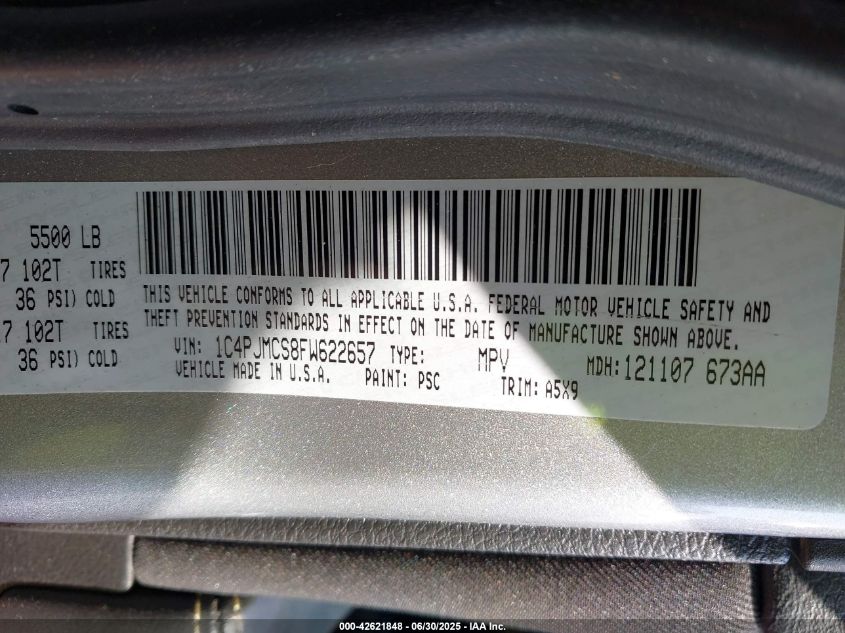 5500 LB
7 102T TIRES
36 PSI) COLD
7 102T TIRES
36 PSI) COLD
THIS VEHICLE CONFORMS TO ALL APPLICABLE U.S.A. FEDERAL MOTOR VEHICLE SAFETY AND
THEFT PREVENTION STANDARDS IN EFFECT ON THE DATE OF MANUFACTURE SHOWN ABOVE.
VIN: 1C4PJMCS8FW622657 TYPE: MPV MDH:121107 673AA
VEHICLE MADE IN U.S.A. PAINT: PSC TRIM: A5X9
000-42621848 - 06/30/2025 - IAA Inc.